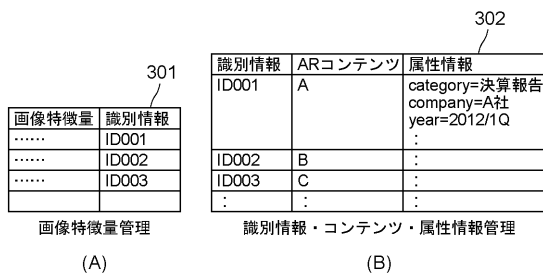 301
画像特徴量 識別情報
…… ID001
…… ID002
…… ID003
画像特徴量管理
(A)
302
識別情報 ARコンテンツ 属性情報
ID001 A category=決算報告
company=A社
year=2012/1Q
:
ID002 B :
ID003 C :
: : :
識別情報・コンテンツ・属性情報管理
(B)